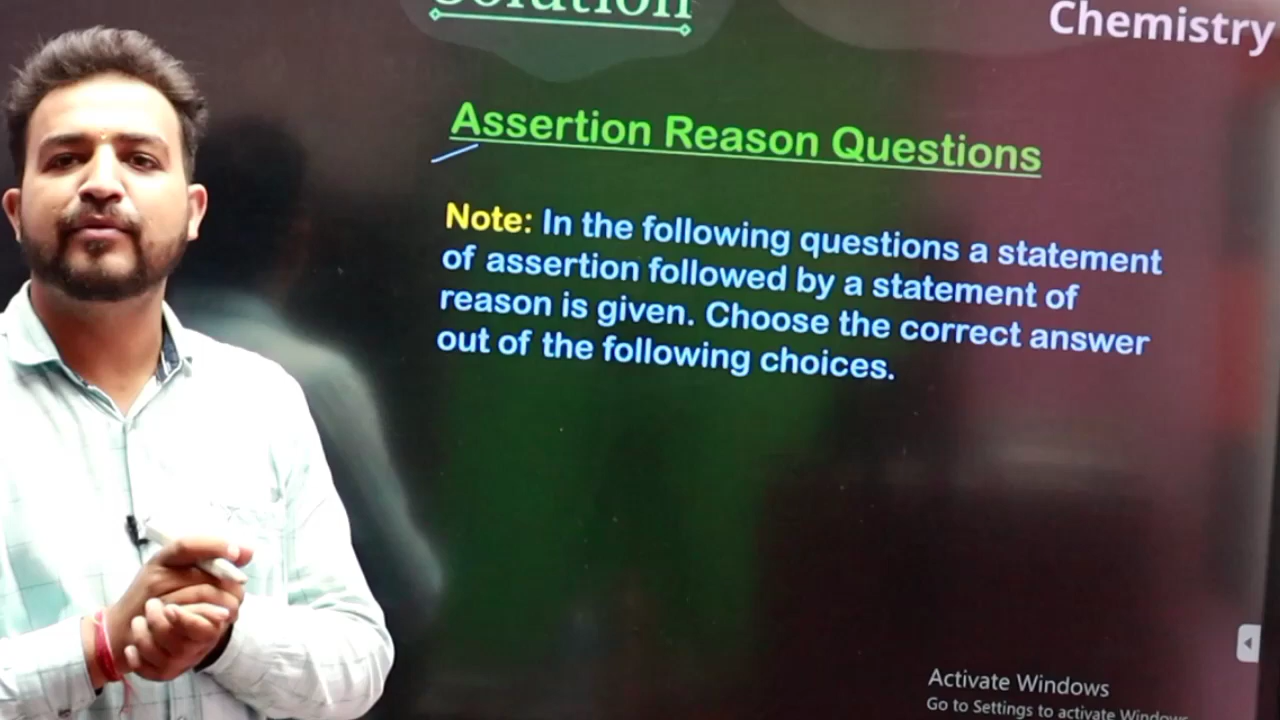 Solution
Chemistry
Assertion Reason Questions
Note: In the following questions a statement
of assertion followed by a statement of
reason is given. Choose the correct answer
out of the following choices.
Activate Windows
Go to Settings to activate Windows